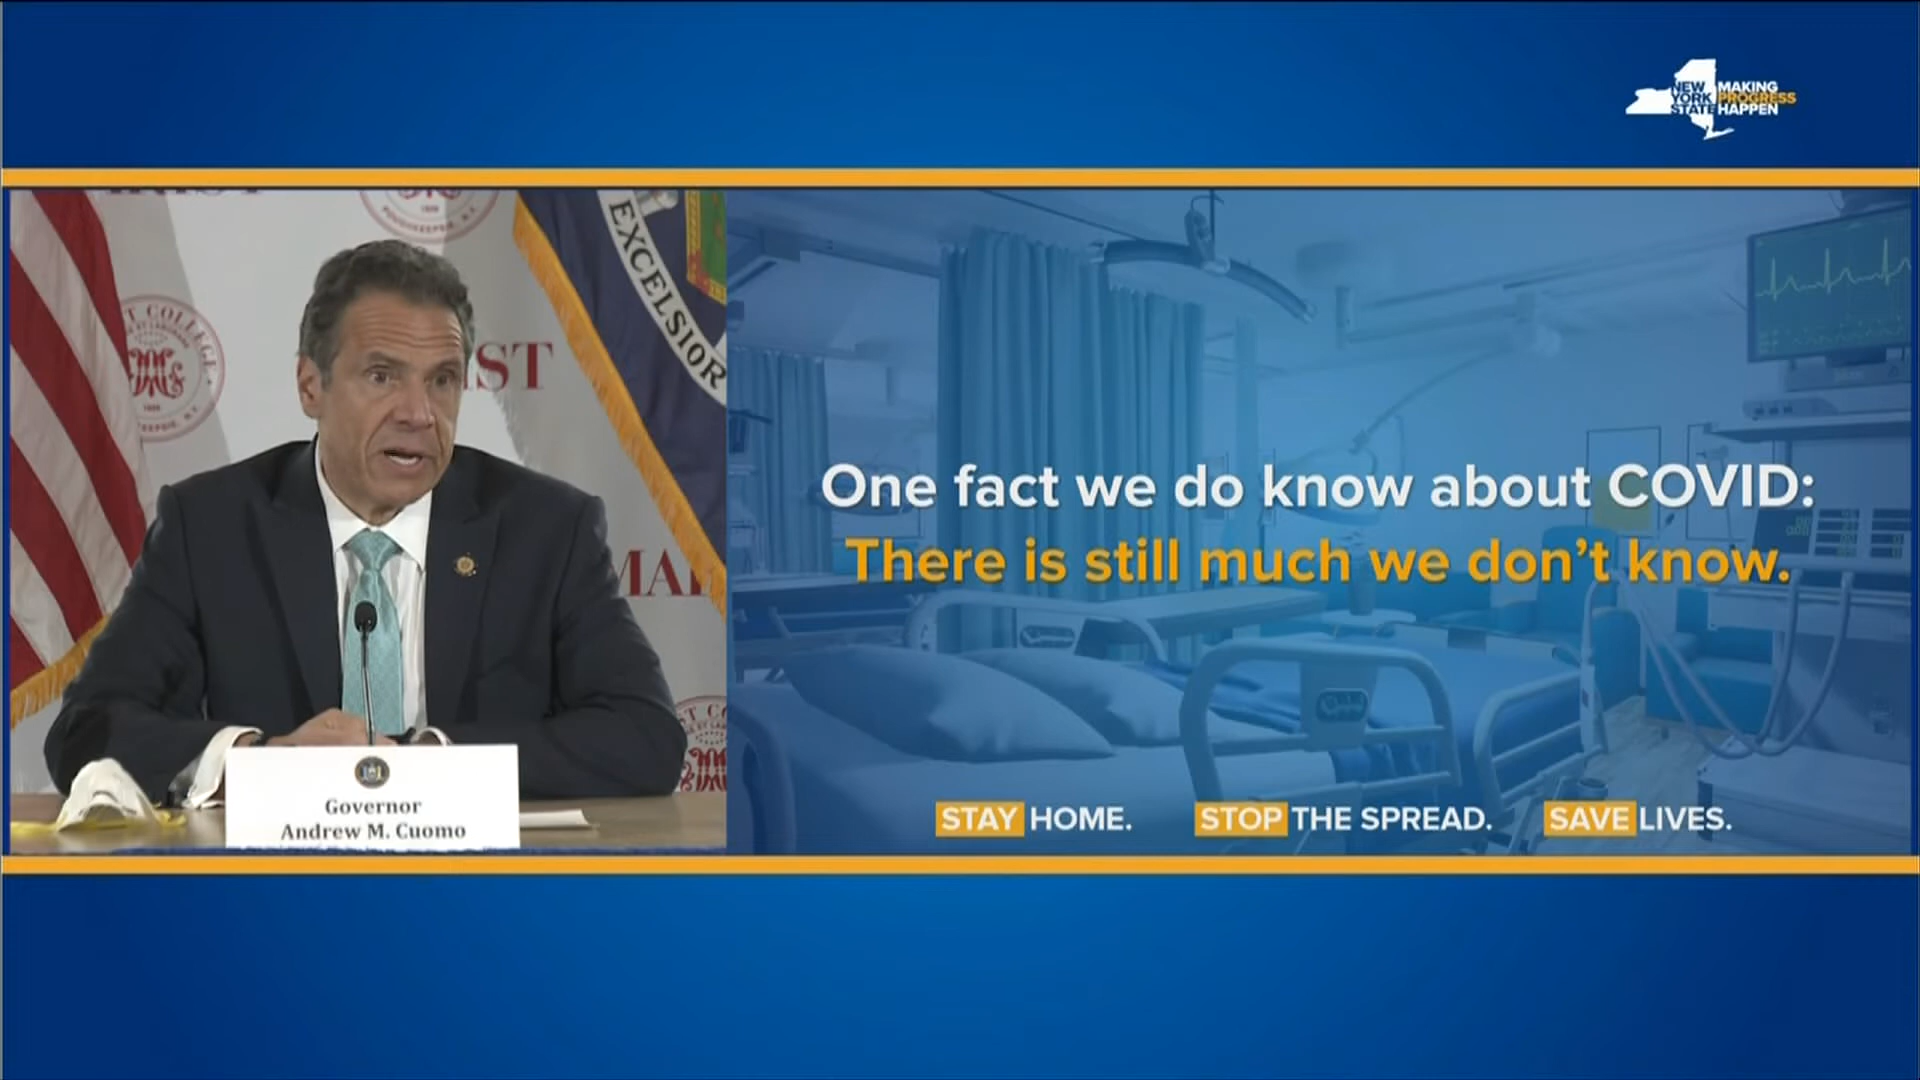 NEW
YORK
STATE
MAKING
PROGRESS
HAPPEN
EXCELSIOR
One fact we do know about COVID:
There is still much we don't know.
STAY HOME. STOP THE SPREAD. SAVE LIVES.
Governor
Andrew M. Cuomo